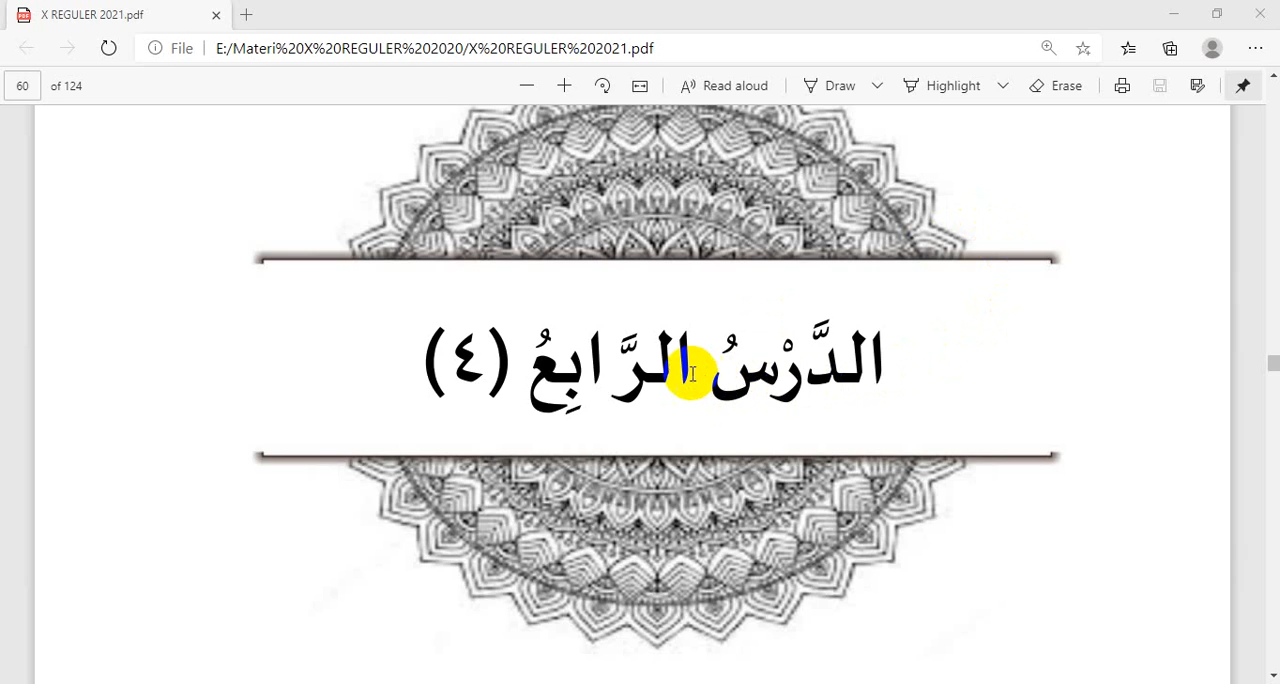 X REGULER 2021.pdf
File E:/Materi%20X%20REGULER%202020/X%20REGULER%202021.pdf
60 of 124 Read aloud Draw Highlight Erase
الدَّرْسُ الرَّابِعُ (٤)